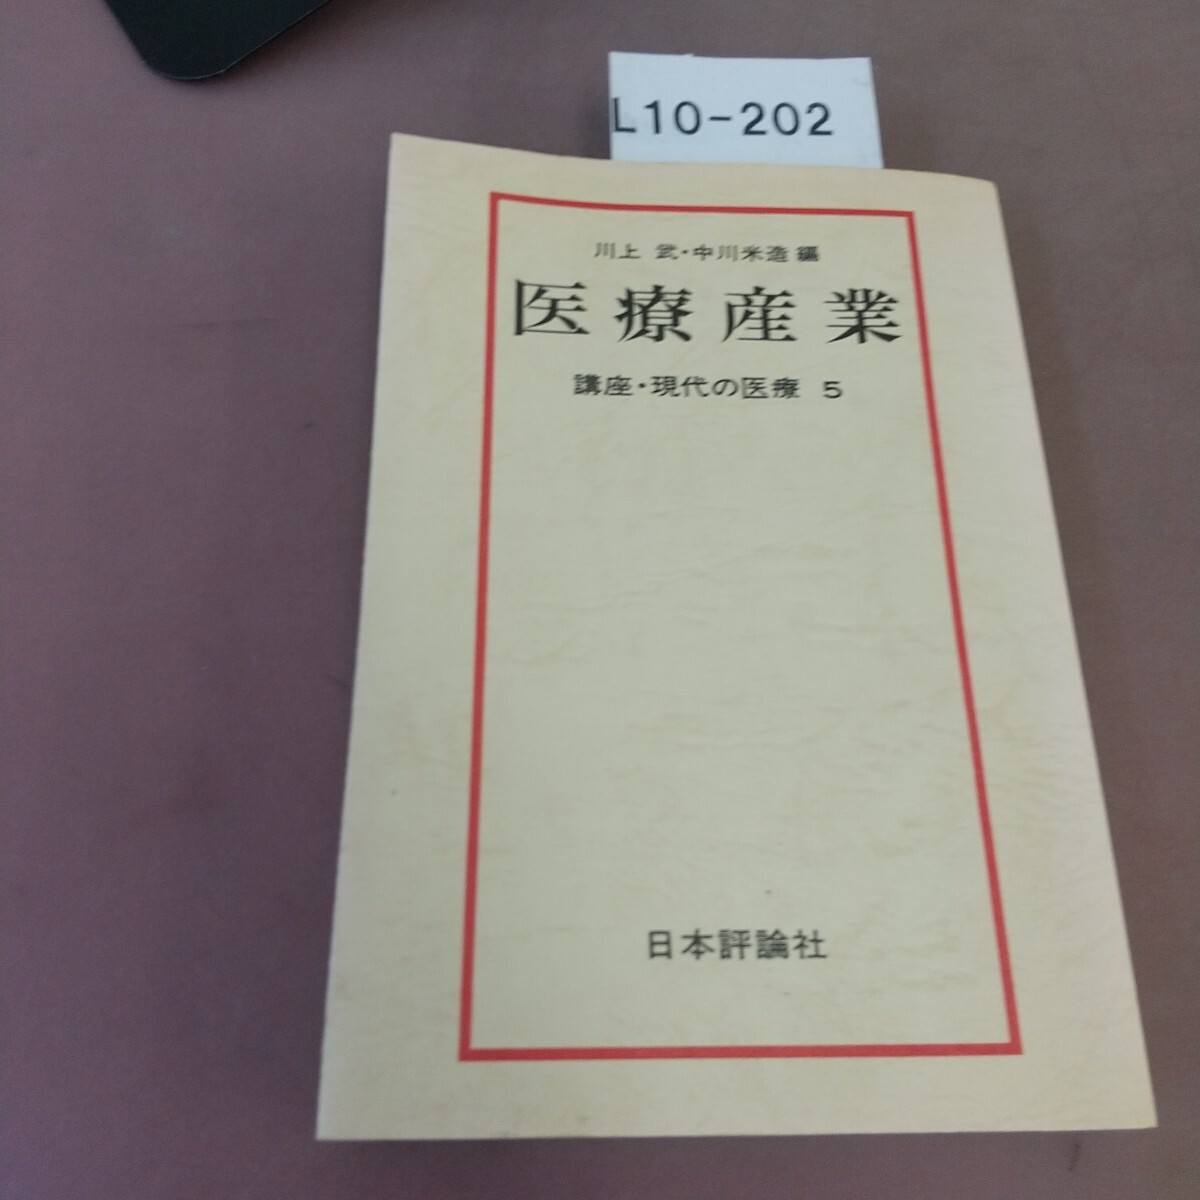 L10-202
川上 武・中川米造 編
医療産業
講座・現代の医療 5
日本評論社